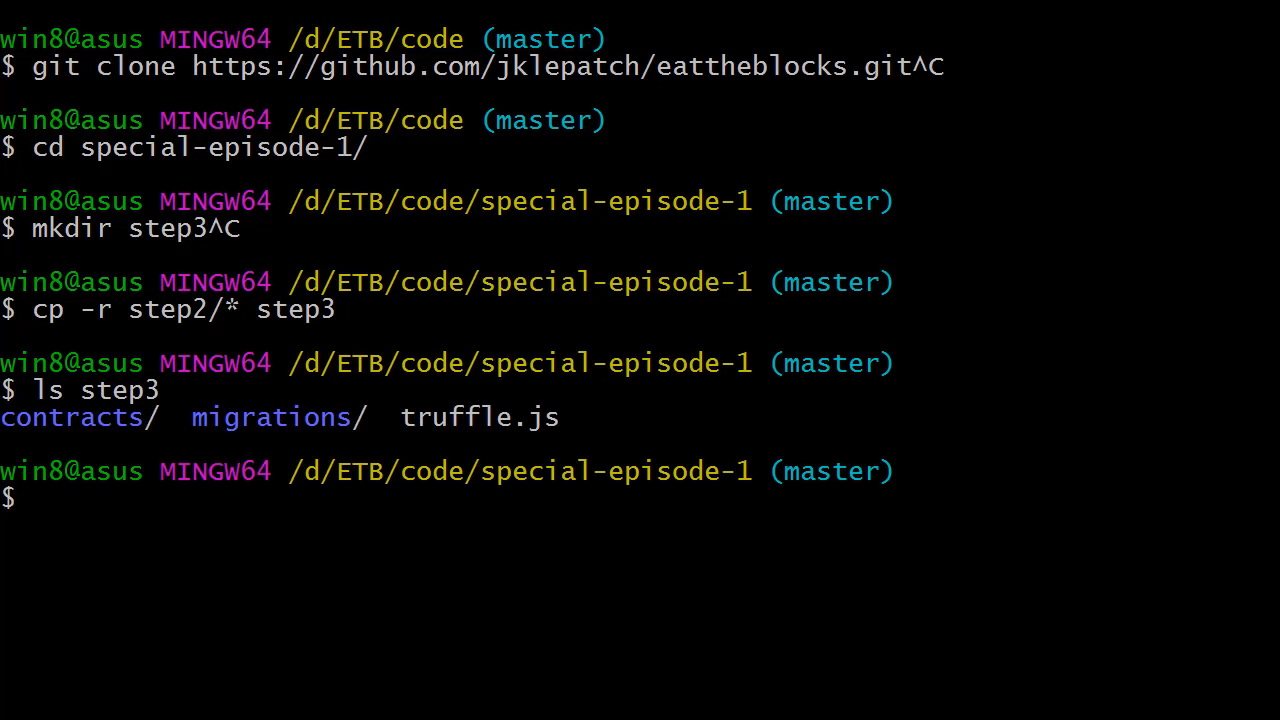 win8@asus MINGW64 /d/ETB/code (master)
$ git clone https://github.com/jklepatch/eattheblocks.git^C
win8@asus MINGW64 /d/ETB/code (master)
$ cd special-episode-1/
win8@asus MINGW64 /d/ETB/code/special-episode-1 (master)
$ mkdir step3^C
win8@asus MINGW64 /d/ETB/code/special-episode-1 (master)
$ cp -r step2/* step3
win8@asus MINGW64 /d/ETB/code/special-episode-1 (master)
$ ls step3
contracts/  migrations/  truffle.js
win8@asus MINGW64 /d/ETB/code/special-episode-1 (master)
$